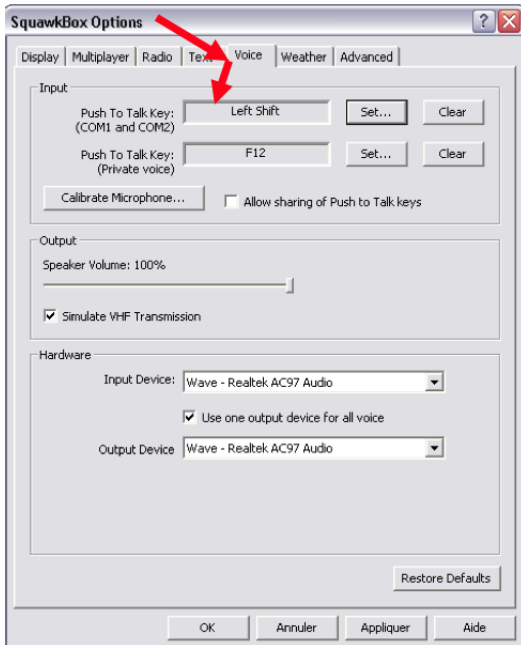 SquawkBox Options
Display Multiplayer Radio Text Voice Weather Advanced
Input
Push To Talk Key: Left Shift Set... Clear
(COM1 and COM2)
Push To Talk Key: F12 Set... Clear
(Private voice)
Calibrate Microphone... Allow sharing of Push to Talk keys
Output
Speaker Volume: 100%
Simulate VHF Transmission
Hardware
Input Device: Wave - Realtek AC97 Audio
Use one output device for all voice
Output Device Wave - Realtek AC97 Audio
Restore Defaults
OK Annuler Appliquer Aide